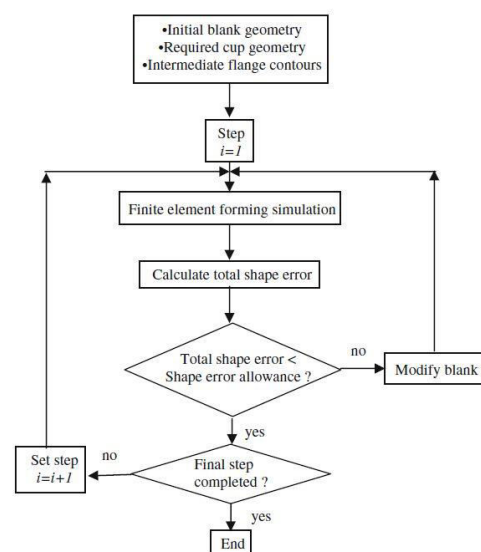 •Initial blank geometry
•Required cup geometry
•Intermediate flange contours
Step
i=1
Finite element forming simulation
Calculate total shape error
Total shape error <
Shape error allowance ?
no
Modify blank
yes
Final step
completed ?
no
Set step
i=i+1
yes
End